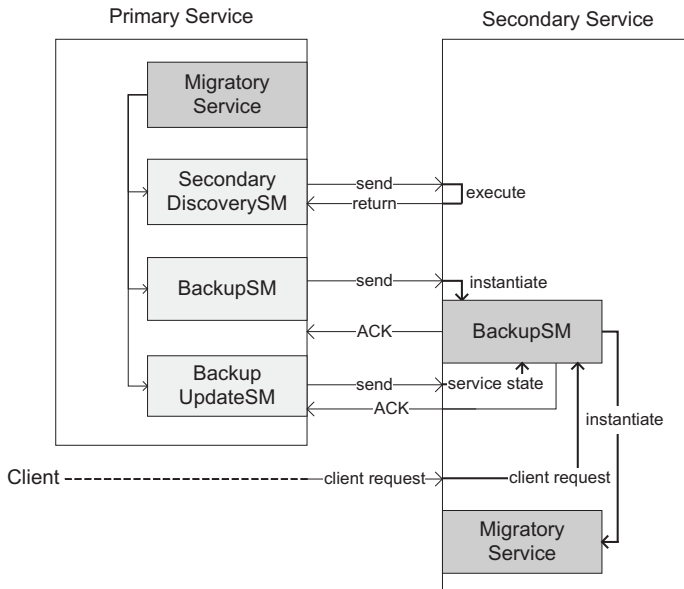 Primary Service
Secondary Service
Migratory
Service
Secondary
DiscoverySM
send
return
execute
BackupSM
send
instantiate
ACK
BackupSM
Backup
UpdateSM
send
service state
ACK
instantiate
Client
client request
client request
Migratory
Service